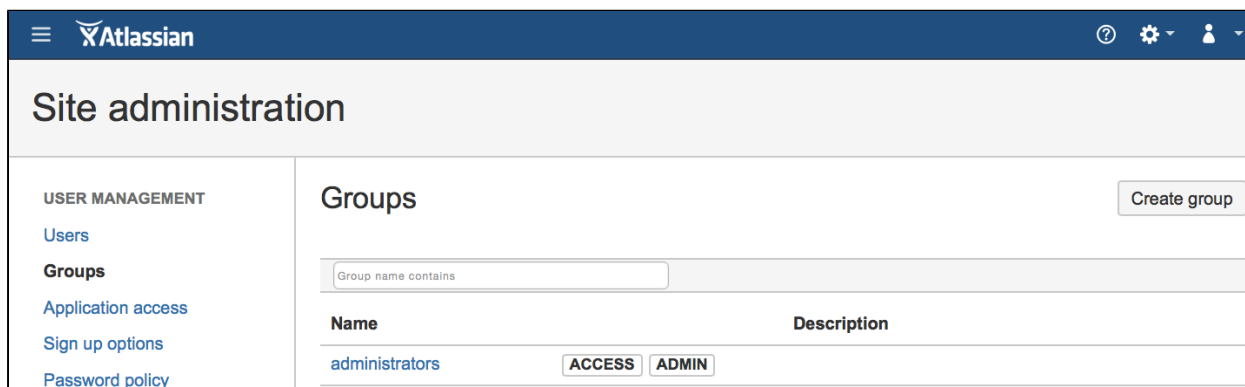 Atlassian
Site administration
USER MANAGEMENT
Users
Groups
Application access
Sign up options
Password policy
Groups
Create group
Group name contains
Name Description
administrators ACCESS ADMIN